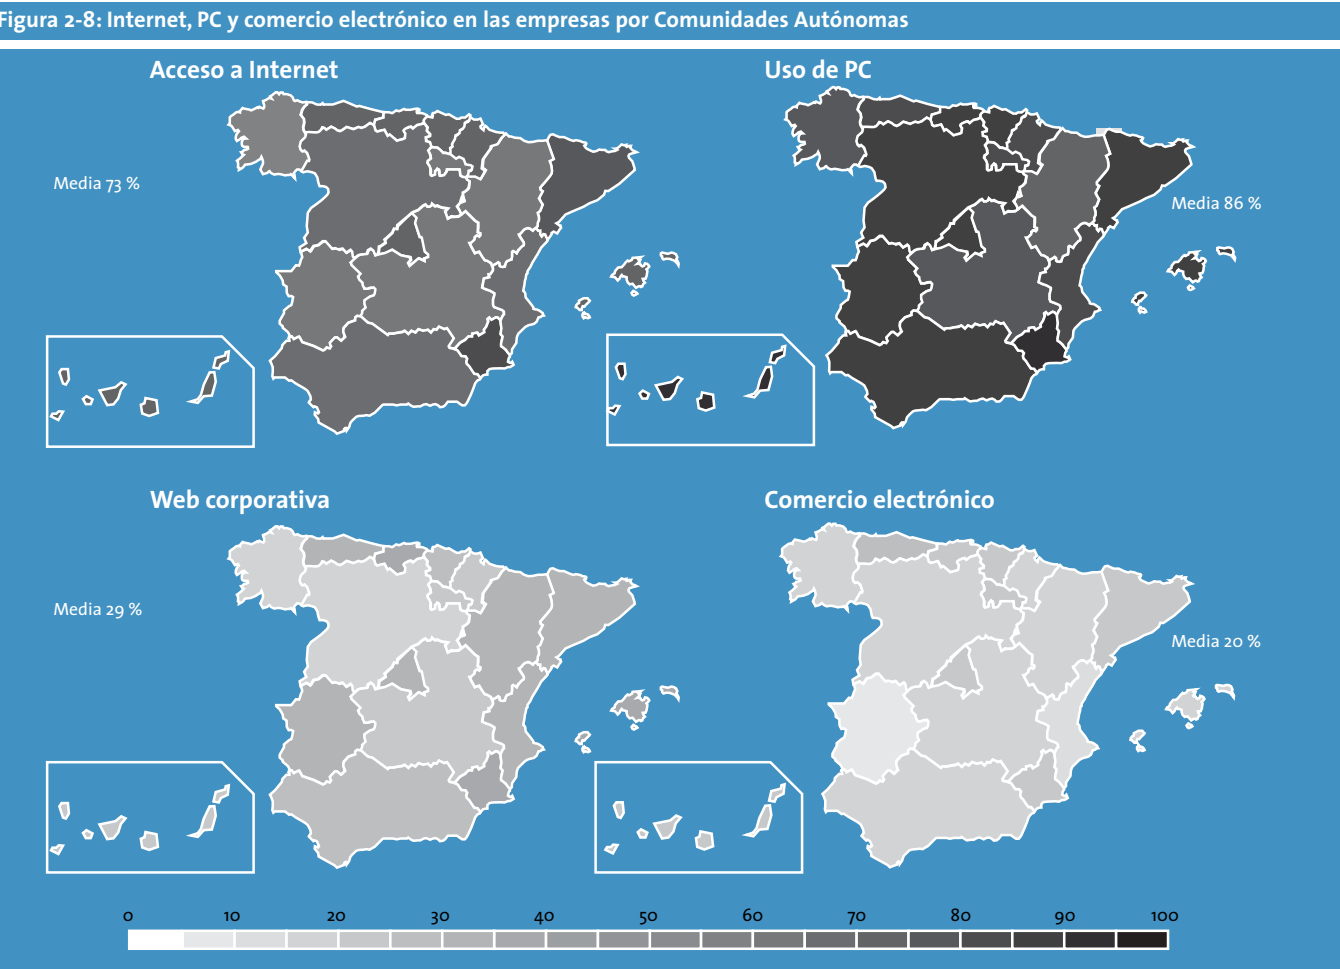 Figura 2-8: Internet, PC y comercio electrónico en las empresas por Comunidades Autónomas
Acceso a Internet
Uso de PC
Media 73 %
Media 86 %
Web corporativa
Comercio electrónico
Media 29 %
Media 20 %
0 10 20 30 40 50 60 70 80 90 100